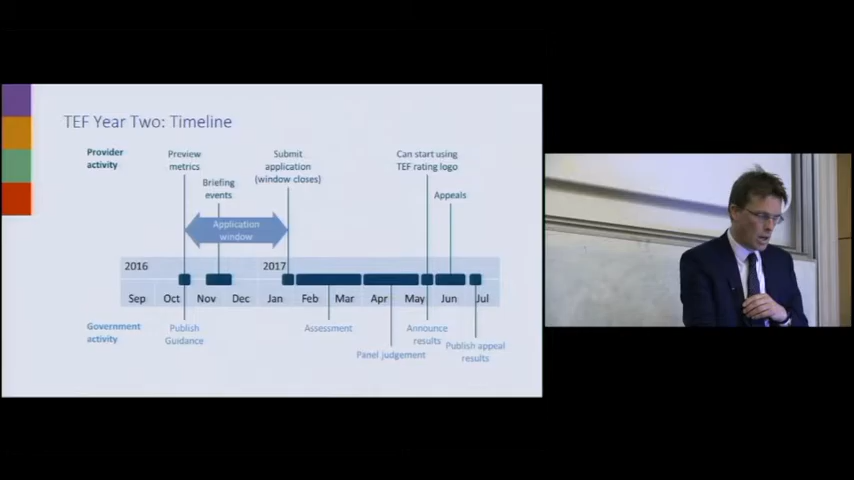 TEF Year Two: Timeline
Provider
activity
Preview
metrics
Briefing
events
Submit
application
(window closes)
Can start using
TEF rating logo
Appeals
Application
window
2016
2017
Sep
Oct
Nov
Dec
Jan
Feb
Mar
Apr
May
Jun
Jul
Government
activity
Publish
Guidance
Assessment
Panel judgement
Announce
results
Publish appeal
results